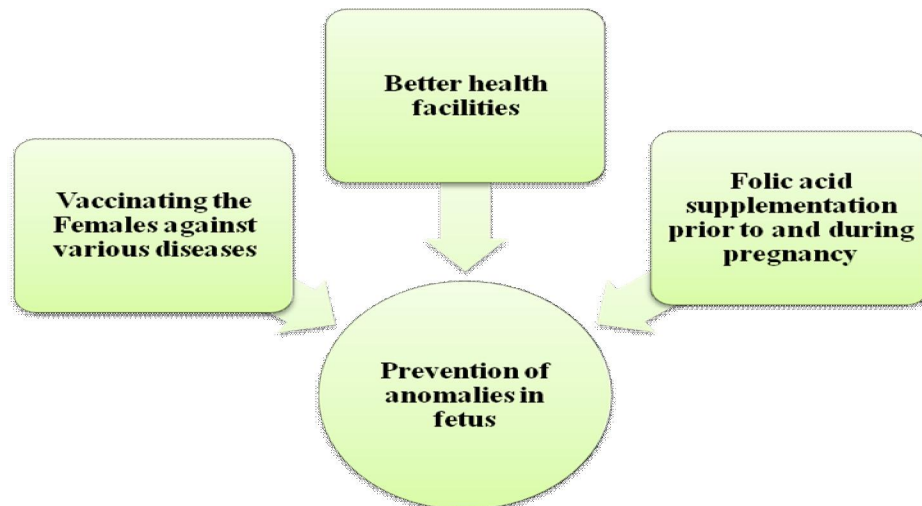 Better health
facilities
Vaccinating the
Females against
various diseases
Folic acid
supplementation
prior to and during
pregnancy
Prevention of
anomalies in
fetus